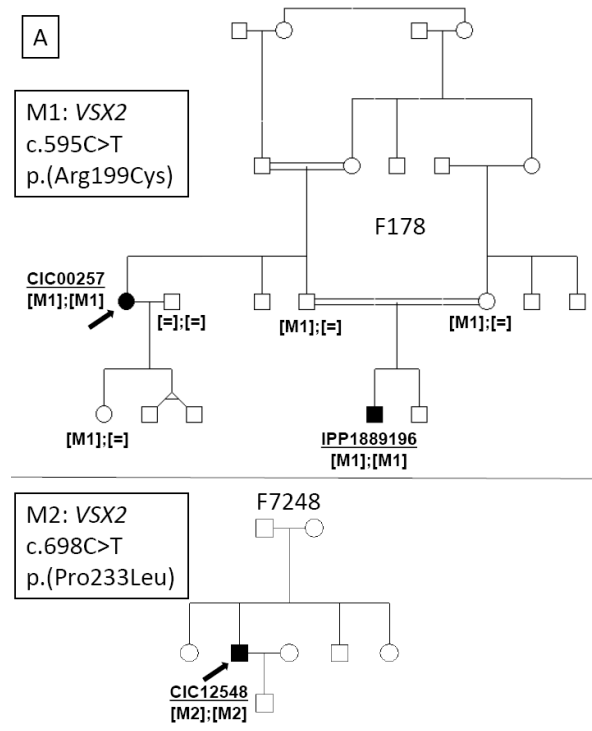 A
M1: VSX2
c.595C>T
p.(Arg199Cys)
F178
CIC00257
[M1];[M1]
[=];[=]
[M1];[=]
[M1];[=]
[M1];[=]
IPP1889196
[M1];[M1]
M2: VSX2
c.698C>T
p.(Pro233Leu)
F7248
CIC12548
[M2];[M2]